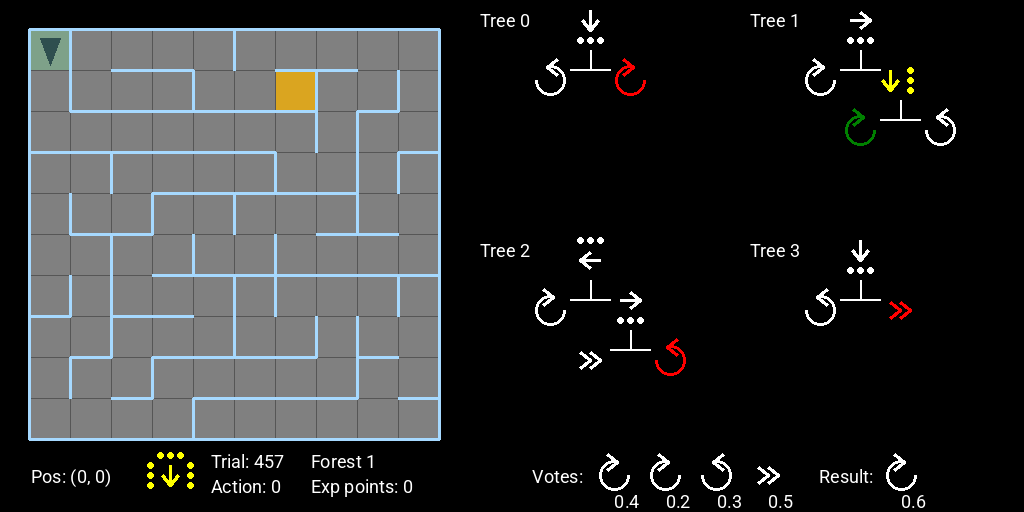 Tree 0
Tree 1
Tree 2
Tree 3
Pos: (0, 0)
Trial: 457
Forest 1
Action: 0
Exp points: 0
Votes:
0.4
0.2
0.3
0.5
Result:
0.6